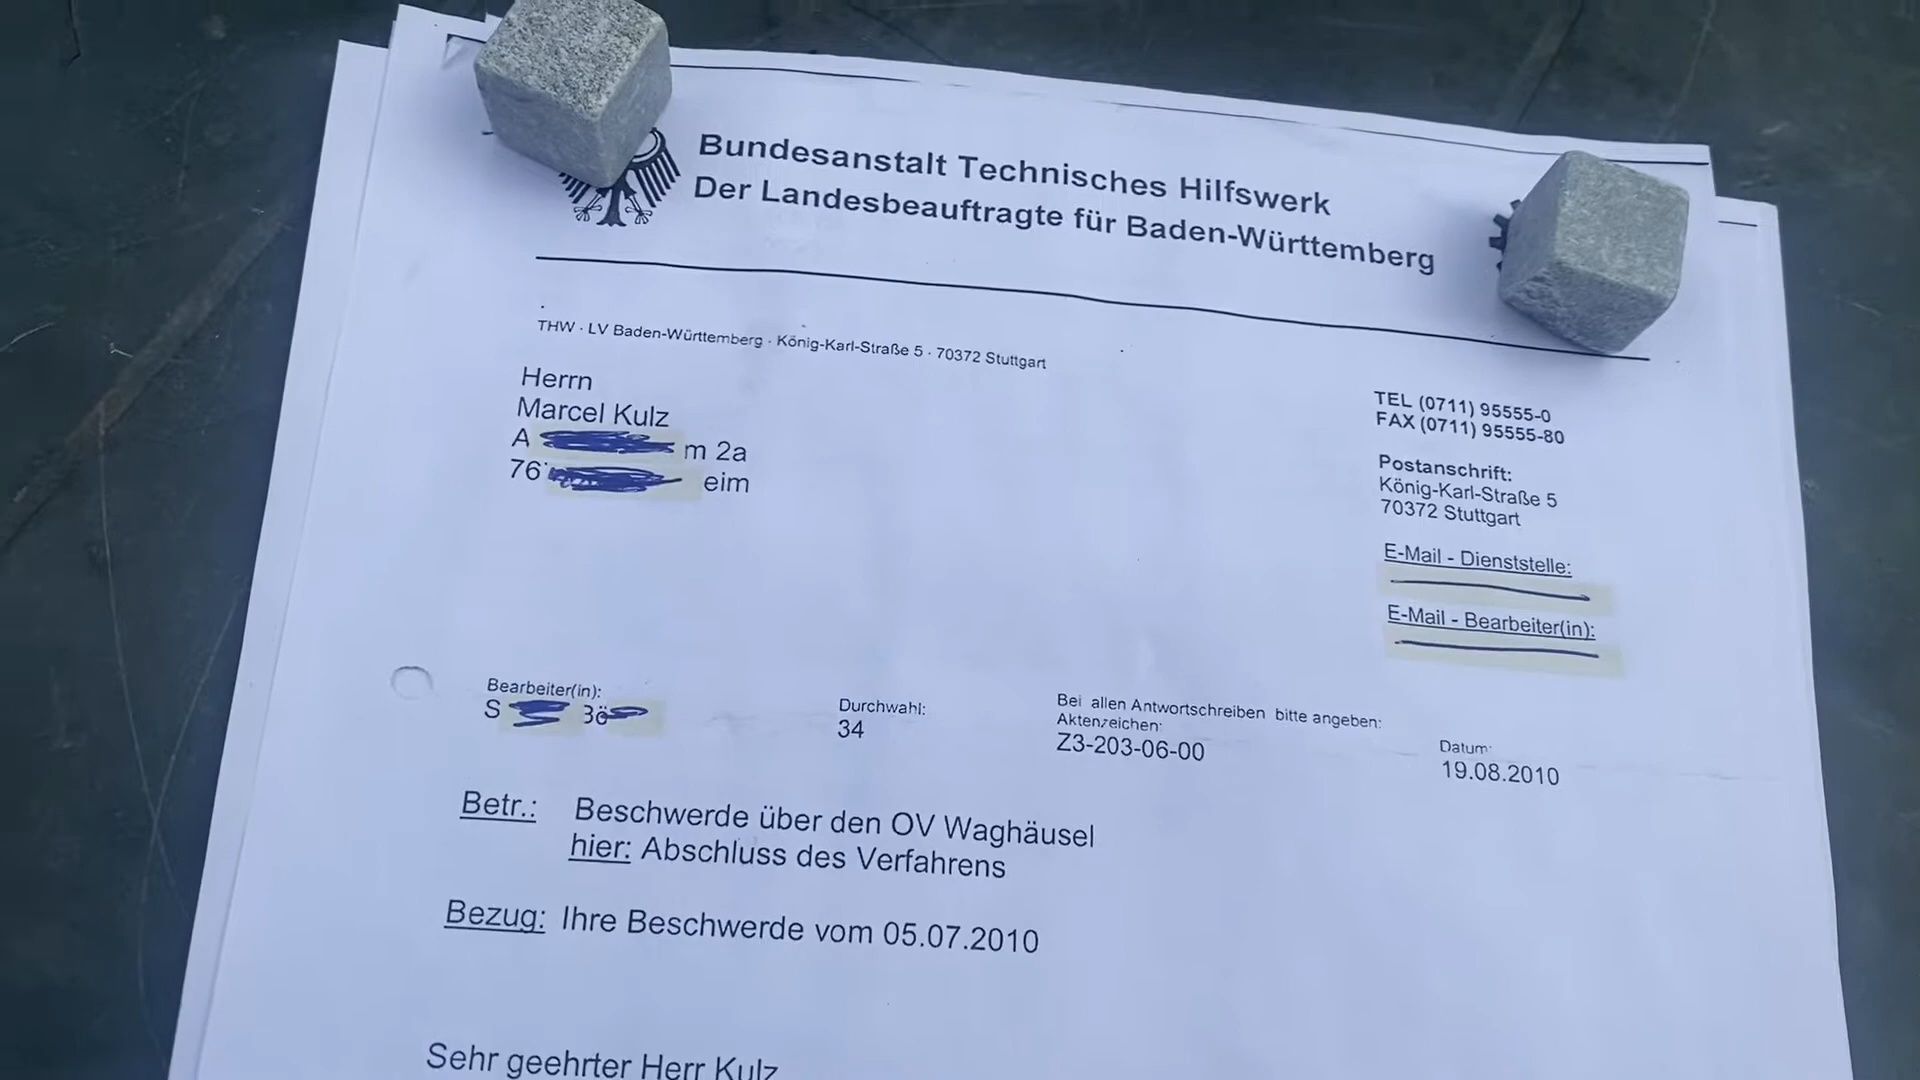 Bundesanstalt Technisches Hilfswerk
Der Landesbeauftragte für Baden-Württemberg
THW · LV Baden-Württemberg · König-Karl-Straße 5 · 70372 Stuttgart
Herrn
Marcel Kulz
A m 2a
76 eim
TEL (0711) 95555-0
FAX (0711) 95555-80
Postanschrift:
König-Karl-Straße 5
70372 Stuttgart
E-Mail - Dienststelle:
E-Mail - Bearbeiter(in):
Bearbeiter(in):
S Bö
Durchwahl:
34
Bei allen Antwortschreiben bitte angeben:
Aktenzeichen:
Z3-203-06-00
Datum:
19.08.2010
Betr.: Beschwerde über den OV Waghäusel
hier: Abschluss des Verfahrens
Bezug: Ihre Beschwerde vom 05.07.2010
Sehr geehrter Herr Kulz